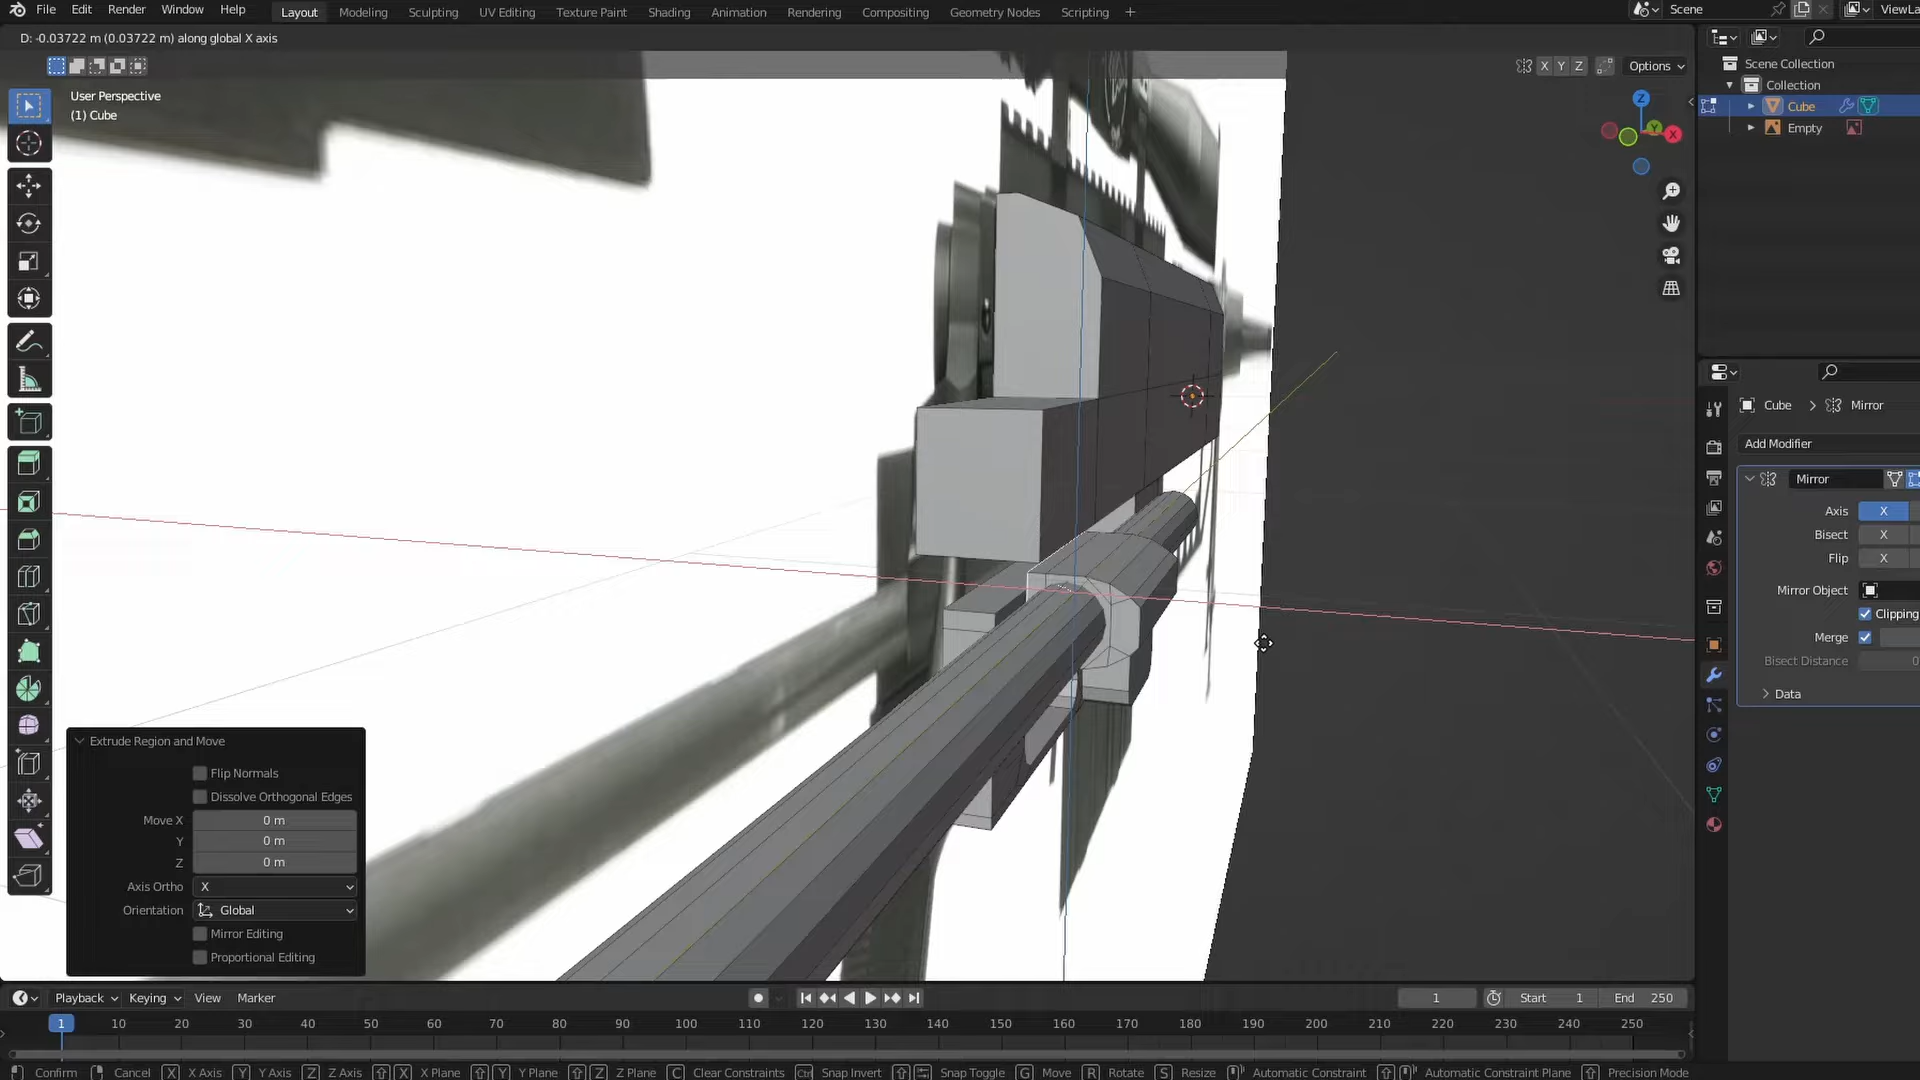 File Edit Render Window Help Layout Modeling Sculpting UV Editing Texture Paint Shading Animation Rendering Compositing Geometry Nodes Scripting + Scene ViewLa
D: -0.03722 m (0.03722 m) along global X axis
X Y Z Options
User Perspective
(1) Cube
Z
Y
X
Scene Collection
Collection
Cube
Empty
Cube > Mirror
Add Modifier
Mirror
Axis X
Bisect X
Flip X
Mirror Object
Clipping
Merge
Bisect Distance 0
Data
Extrude Region and Move
Flip Normals
Dissolve Orthogonal Edges
Move X 0 m
Y 0 m
Z 0 m
Axis Ortho X
Orientation Global
Mirror Editing
Proportional Editing
Playback Keying View Marker 1 Start 1 End 250
1 10 20 30 40 50 60 70 80 90 100 110 120 130 140 150 160 170 180 190 200 210 220 230 240 250
Confirm Cancel X X Axis Y Y Axis Z Z Axis X X Plane Y Y Plane Z Z Plane C Clear Constraints Ctrl Snap Invert Snap Toggle G Move R Rotate S Resize Automatic Constraint Automatic Constraint Plane Precision Mode